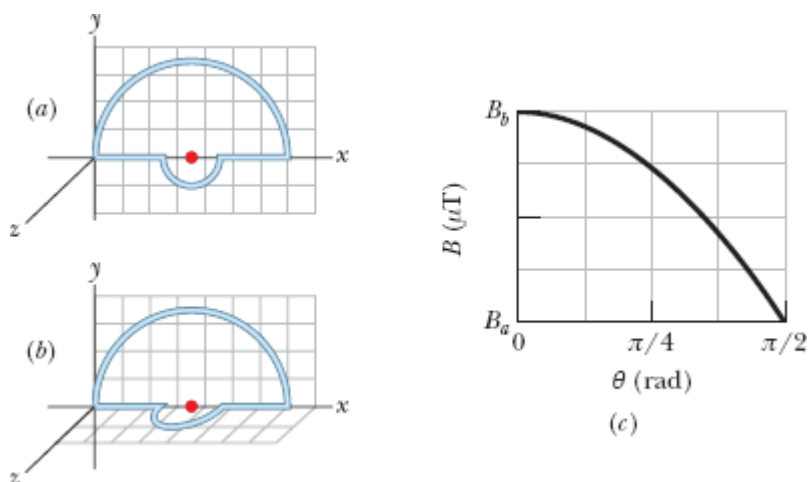 y
(a)
x
z
y
(b)
x
z
B_b
B (μT)
B_a
0
π/4
π/2
θ (rad)
(c)